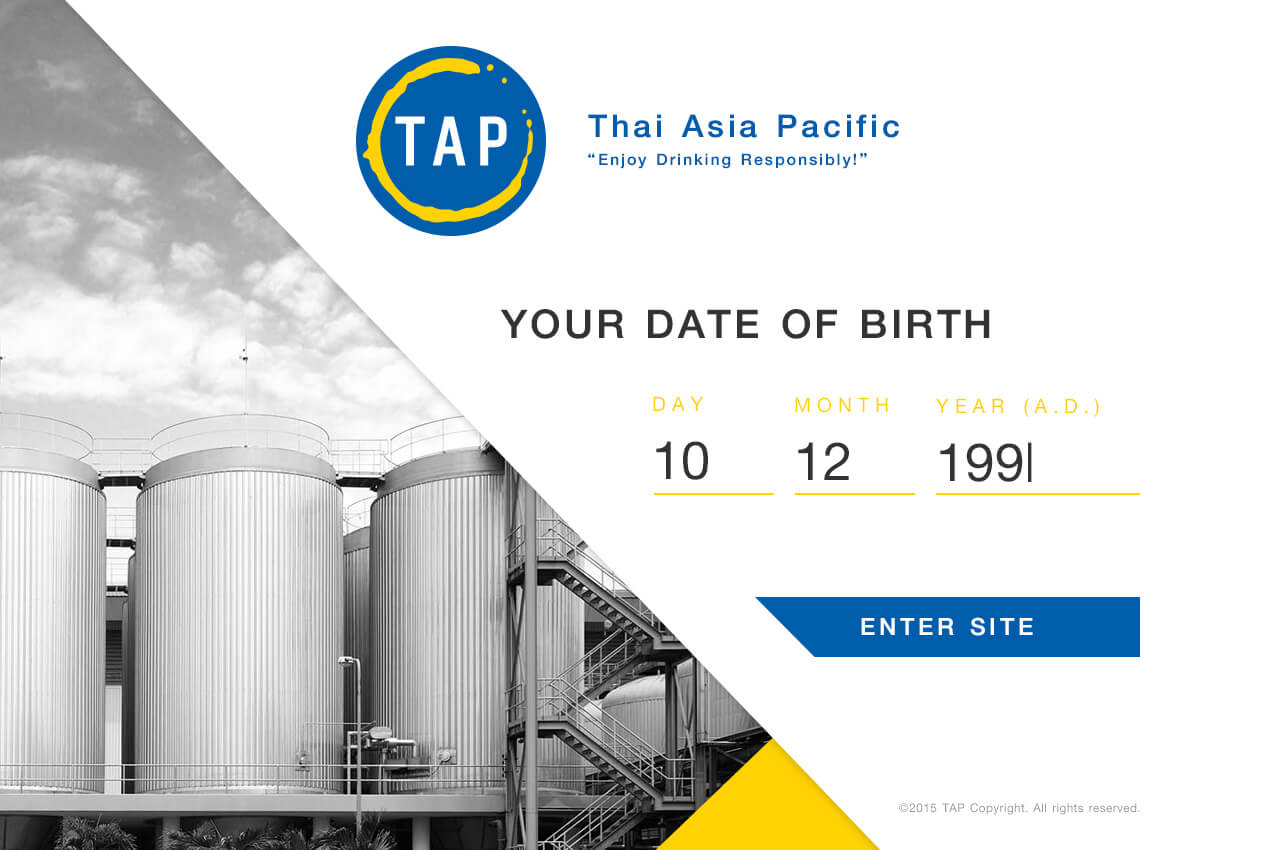 TAP
Thai Asia Pacific
“Enjoy Drinking Responsibly!”
YOUR DATE OF BIRTH
DAY MONTH YEAR (A.D.)
10 12 199
ENTER SITE
©2015 TAP Copyright. All rights reserved.